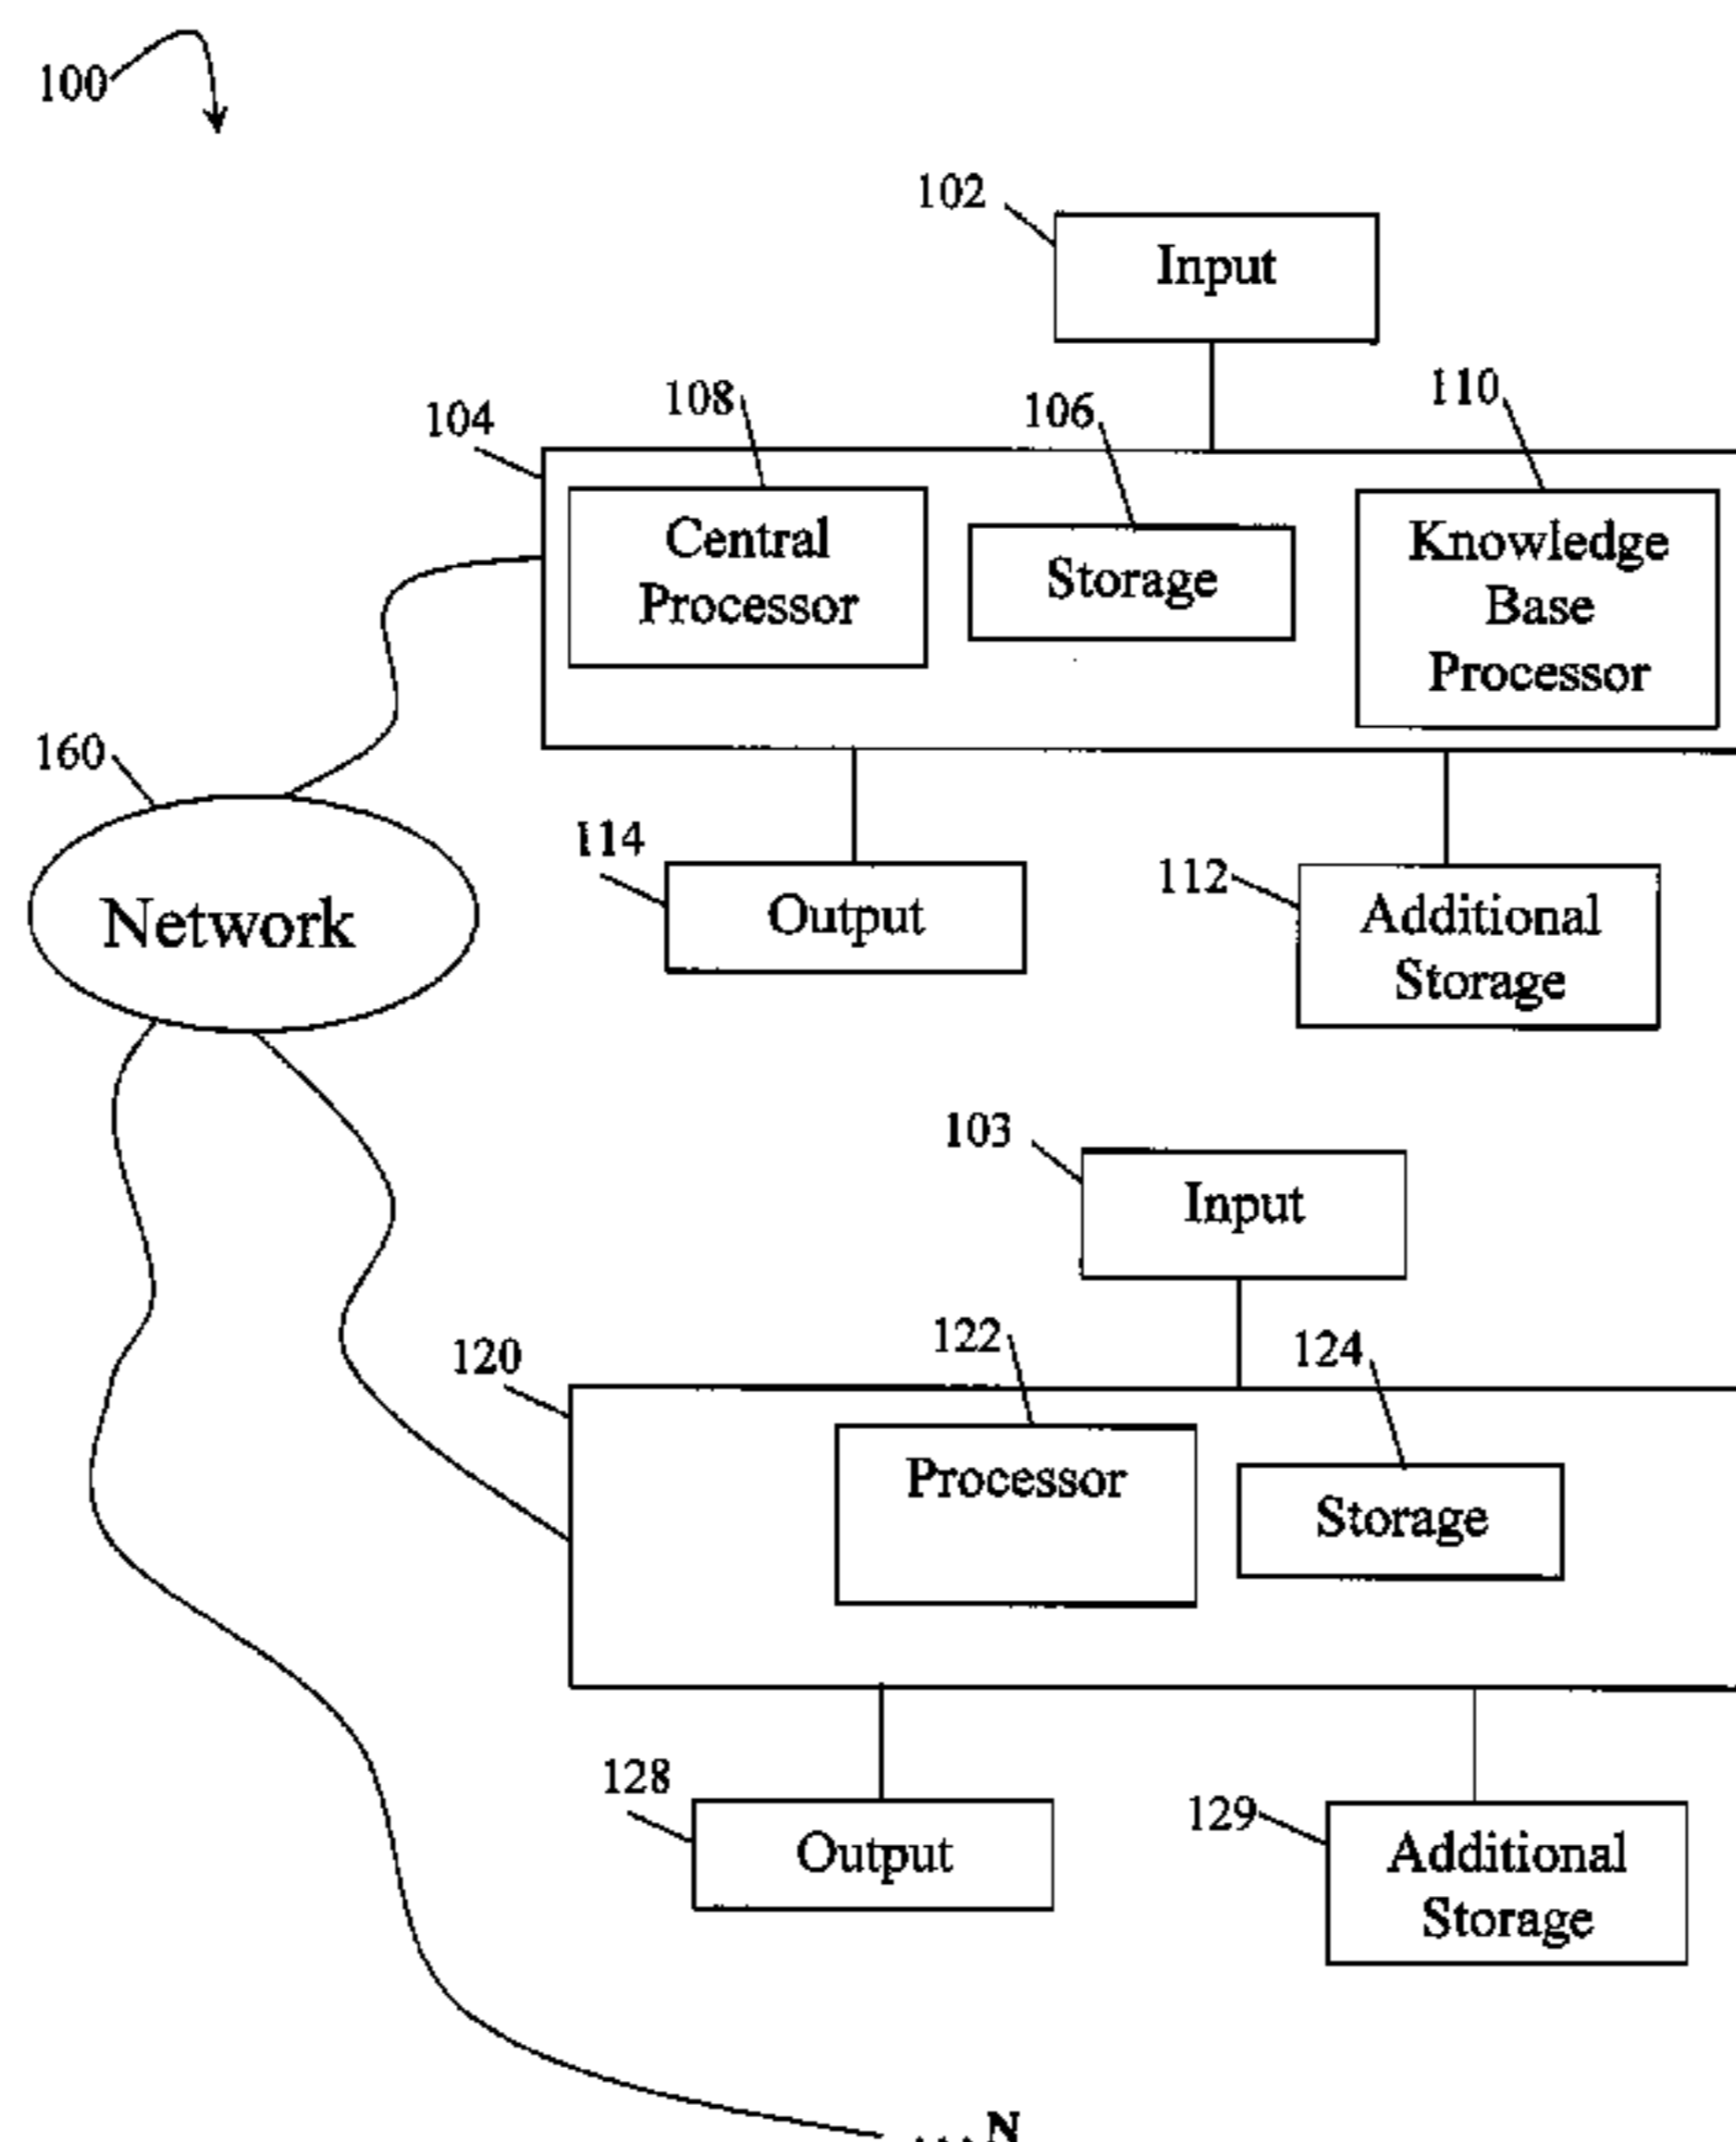 100
102
Input
104
108
106
110
Central
Processor
Storage
Knowledge
Base
Processor
160
Network
114
Output
112
Additional
Storage
103
Input
120
122
124
Processor
Storage
128
Output
129
Additional
Storage
...N